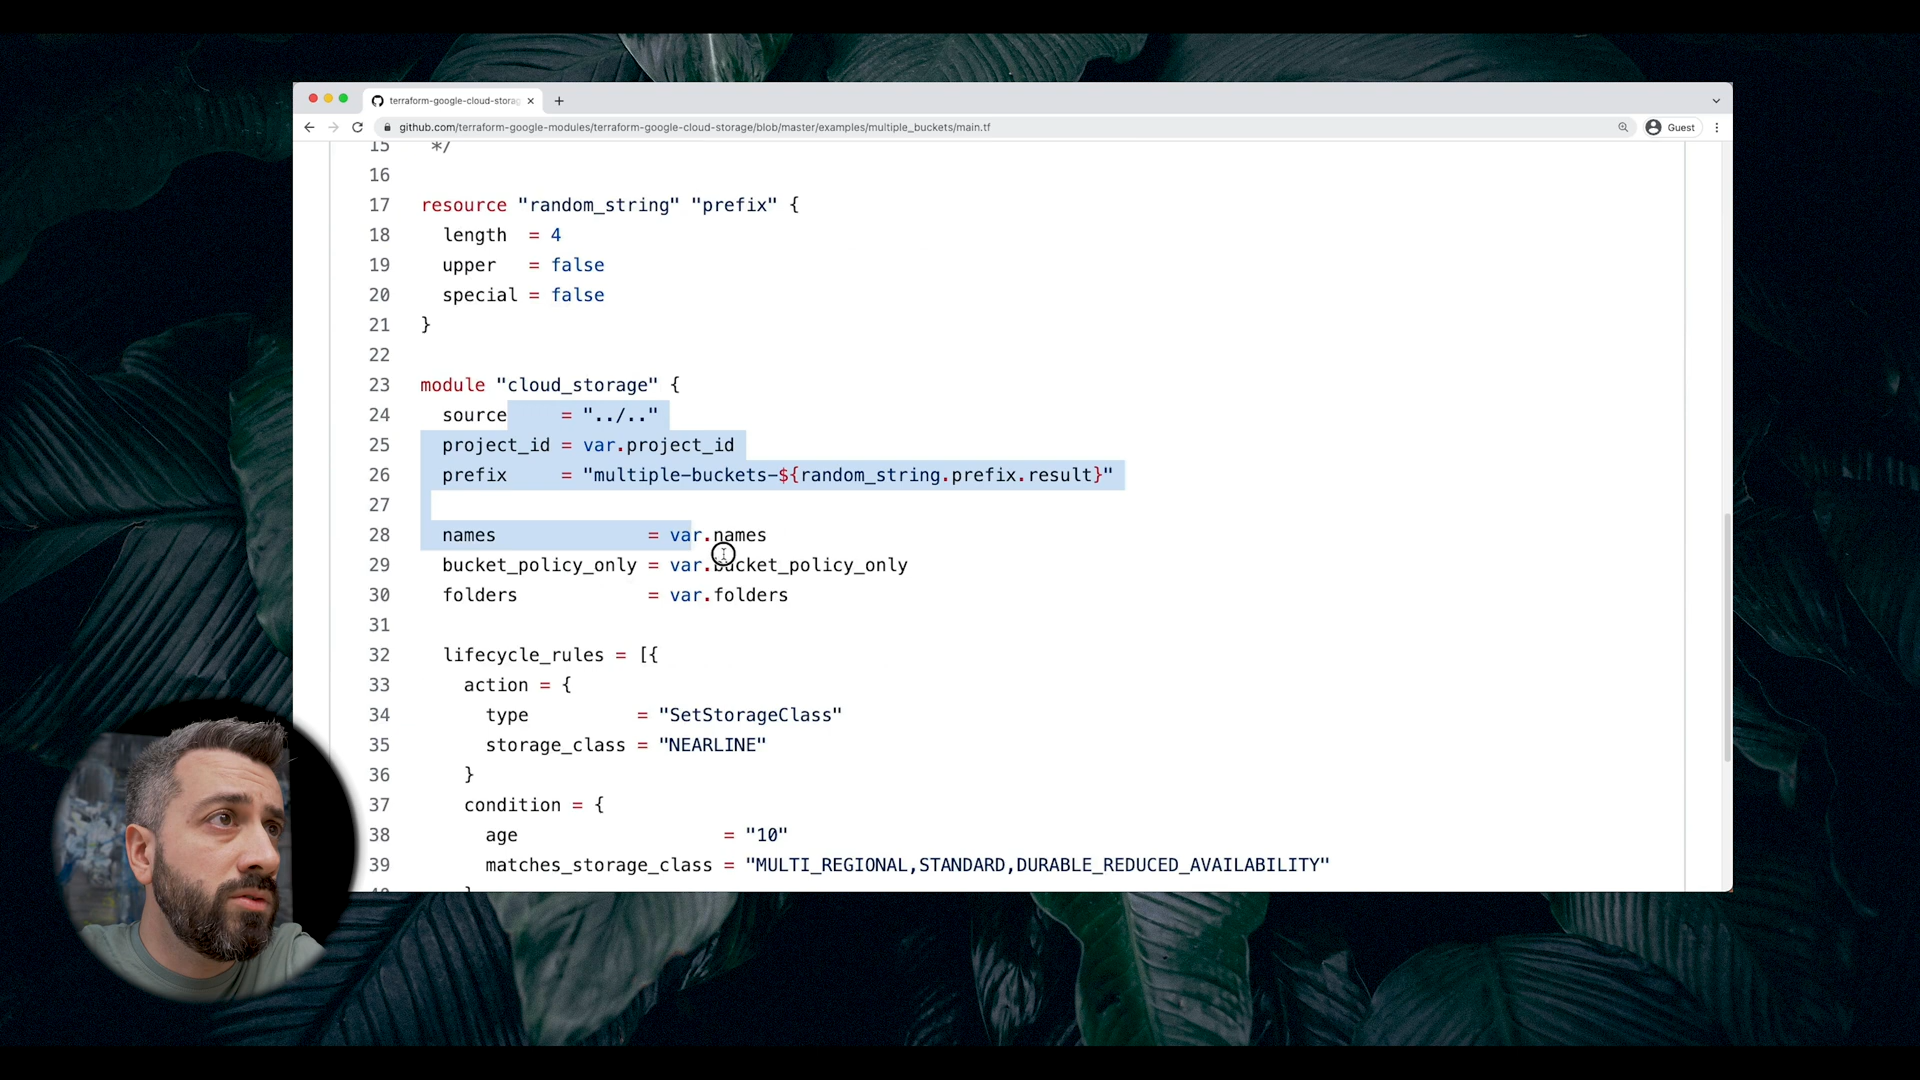 terraform-google-cloud-storag
github.com/terraform-google-modules/terraform-google-cloud-storage/blob/master/examples/multiple_buckets/main.tf
Guest
15 */
16
17 resource "random_string" "prefix" {
18 length = 4
19 upper = false
20 special = false
21 }
22
23 module "cloud_storage" {
24 source = "../.."
25 project_id = var.project_id
26 prefix = "multiple-buckets-${random_string.prefix.result}"
27
28 names = var.names
29 bucket_policy_only = var.bucket_policy_only
30 folders = var.folders
31
32 lifecycle_rules = [{
33 action = {
34 type = "SetStorageClass"
35 storage_class = "NEARLINE"
36 }
37 condition = {
38 age = "10"
39 matches_storage_class = "MULTI_REGIONAL,STANDARD,DURABLE_REDUCED_AVAILABILITY"